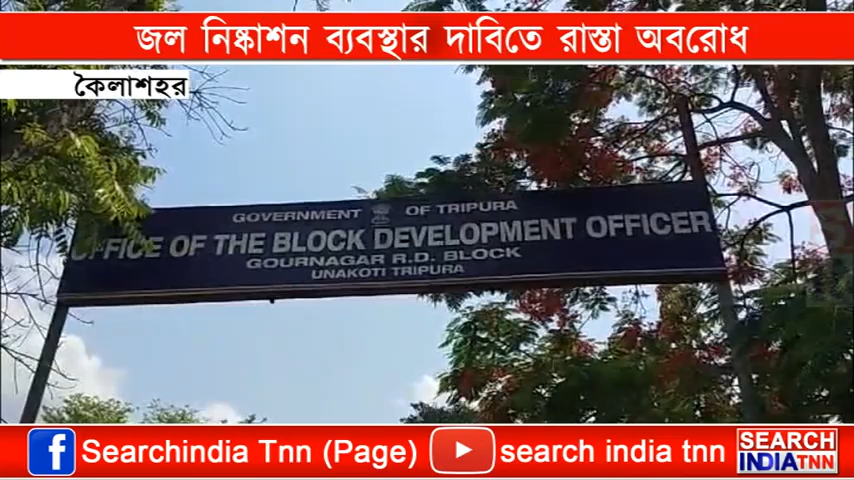 জল নিষ্কাশন ব্যবস্থার দাবিতে রাস্তা অবরোধ
কৈলাশহর
GOVERNMENT OF TRIPURA
OFFICE OF THE BLOCK DEVELOPMENT OFFICER
GOURNAGAR R.D. BLOCK
UNAKOTI TRIPURA
f Searchindia Tnn (Page) search india tnn
SEARCH
INDIATNN